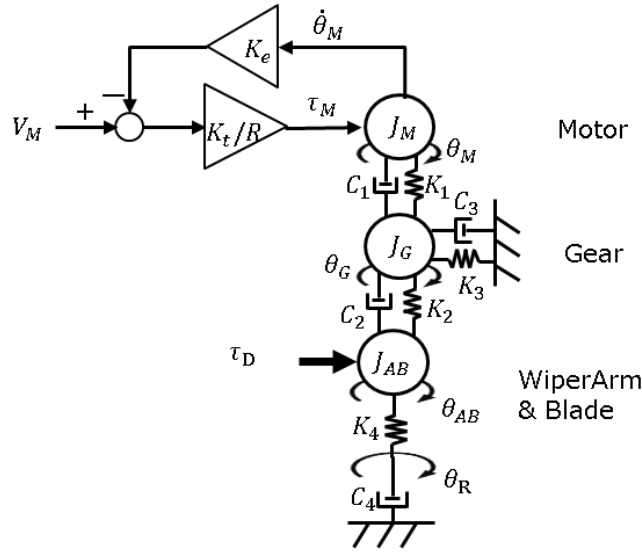 θ̇_M
K_e
−
+
V_M
K_t/R
τ_M
J_M
Motor
θ_M
C_1
K_1
C_3
J_G
Gear
θ_G
K_3
C_2
K_2
τ_D
J_AB
WiperArm
& Blade
θ_AB
K_4
θ_R
C_4